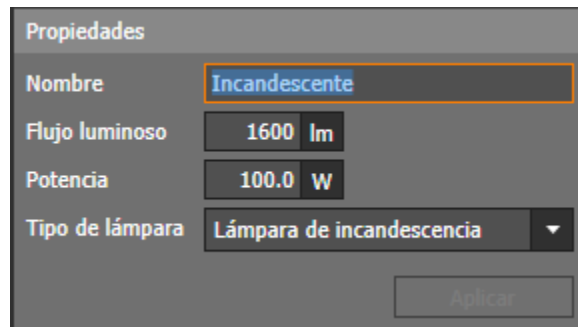 Propiedades
Nombre Incandescente
Flujo luminoso 1600 lm
Potencia 100.0 W
Tipo de lámpara Lámpara de incandescencia
Aplicar